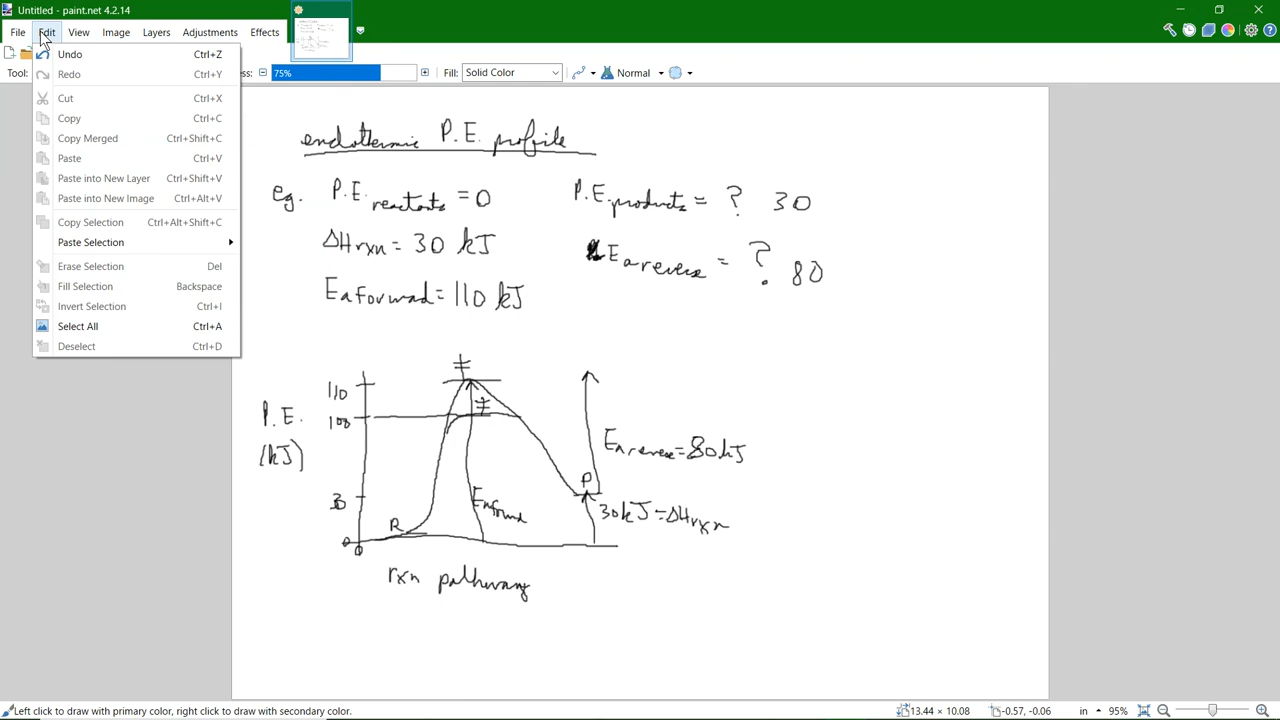 Untitled - paint.net 4.2.14
File Edit View Image Layers Adjustments Effects
Undo Ctrl+Z
Redo Ctrl+Y
Cut Ctrl+X
Copy Ctrl+C
Copy Merged Ctrl+Shift+C
Paste Ctrl+V
Paste into New Layer Ctrl+Shift+V
Paste into New Image Ctrl+Alt+V
Copy Selection Ctrl+Alt+Shift+C
Paste Selection
Erase Selection Del
Fill Selection Backspace
Invert Selection Ctrl+I
Select All Ctrl+A
Deselect Ctrl+D
Tool:
ess: 75% Fill: Solid Color Normal
endothermic P.E. profile
eg. P.E. reactants = 0 P.E. products = ? 30
ΔHrxn = 30 kJ Ea reverse = ? 80
Ea forward = 110 kJ
‡
110
‡
P.E. 100
(kJ) Ea reverse = 80 kJ
P
30 Ea forward 30 kJ = ΔHrxn
R
0
0
rxn pathway
Left click to draw with primary color, right click to draw with secondary color. 13.44 × 10.08 -0.57, -0.06 in 95%